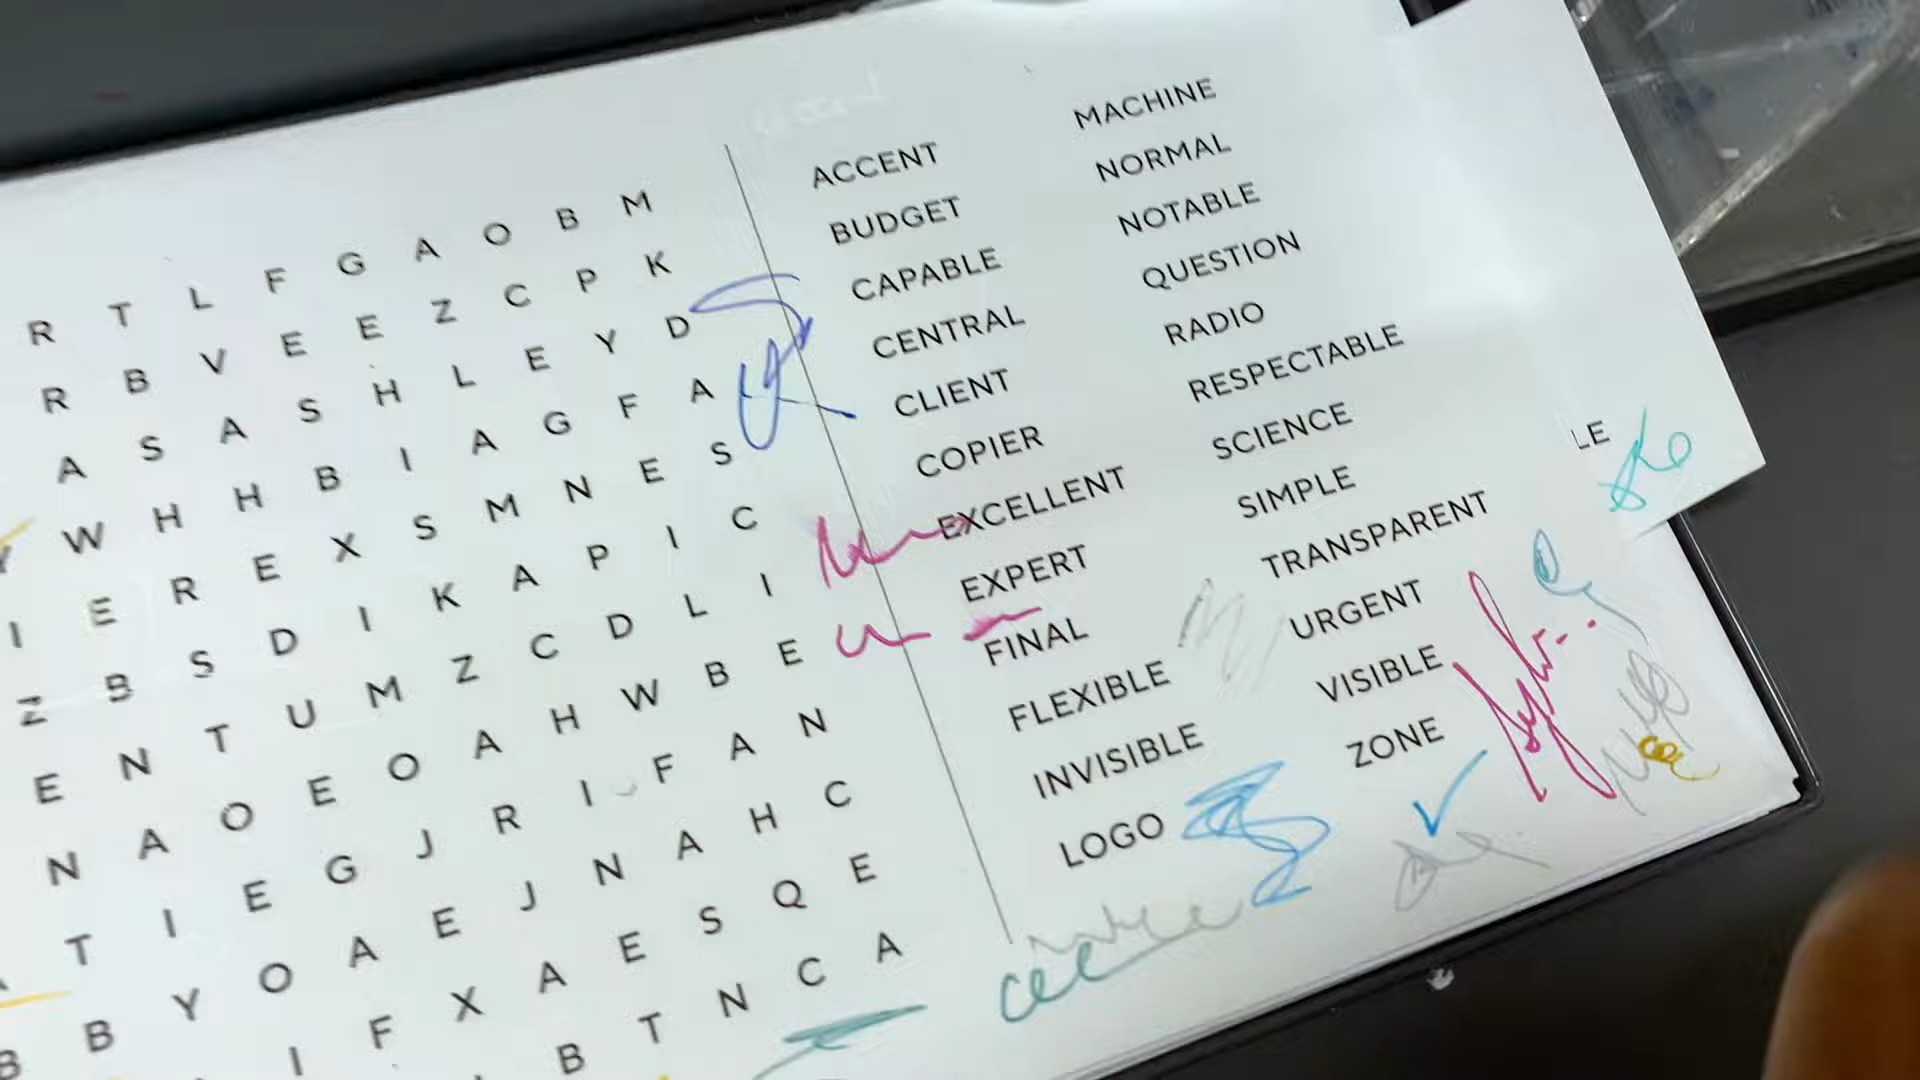 R T L F G A O B M
R B V E E Z C P K
A S A S H L E Y D
Y W H H B I A G F A
I E R E X S M N E S
Z B S D I K A P I C
E N T U M Z C D L I
N A O E O A H W B E
T I E G J R I F A N
B B Y O A E J N A H C
I F X A E S Q E
B T N C A
ACCENT
BUDGET
CAPABLE
CENTRAL
CLIENT
COPIER
EXCELLENT
EXPERT
FINAL
FLEXIBLE
INVISIBLE
LOGO
MACHINE
NORMAL
NOTABLE
QUESTION
RADIO
RESPECTABLE
SCIENCE
SIMPLE
TRANSPARENT
URGENT
VISIBLE
ZONE
LE